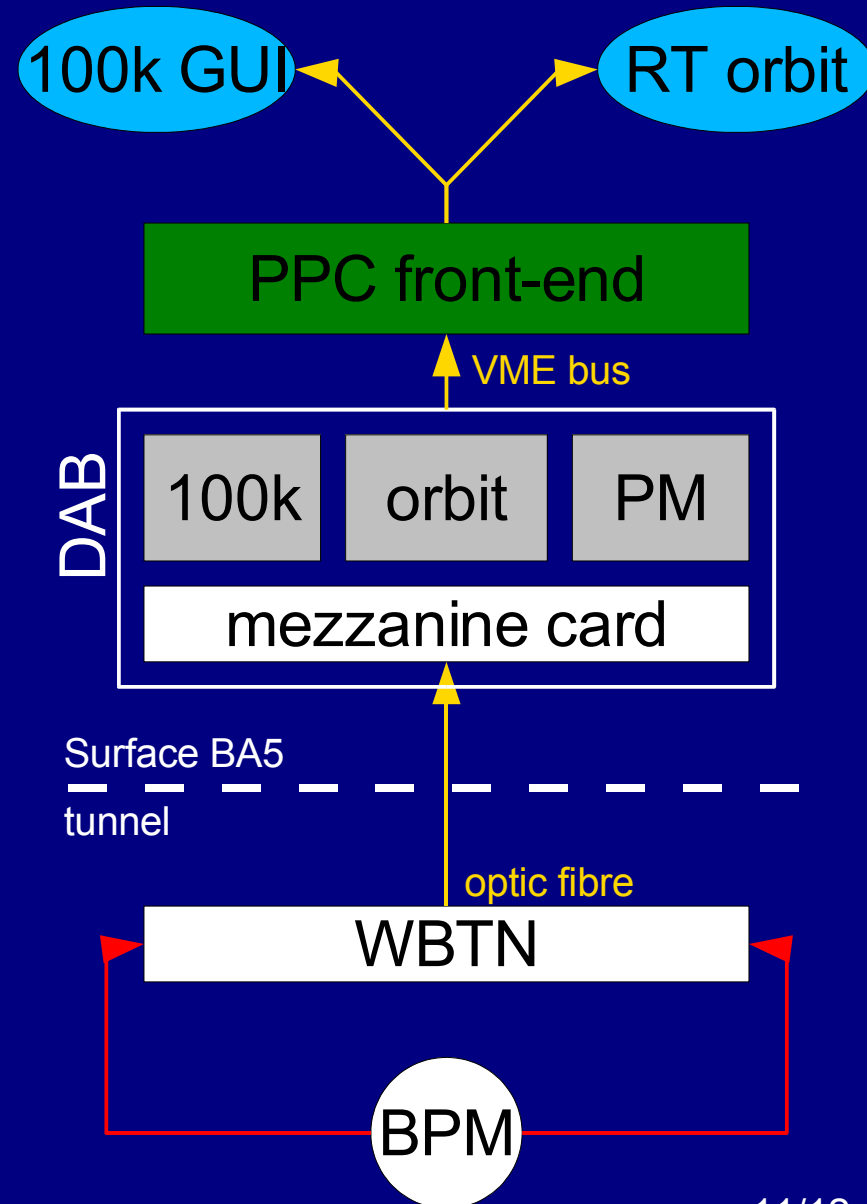 100k GUI
RT orbit
PPC front-end
VME bus
DAB
100k
orbit
PM
mezzanine card
Surface BA5
tunnel
optic fibre
WBTN
BPM